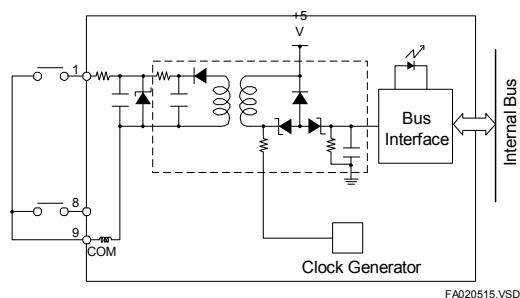 +5
V
1
8
9
COM
Bus
Interface
Internal Bus
Clock Generator
FA020515.VSD